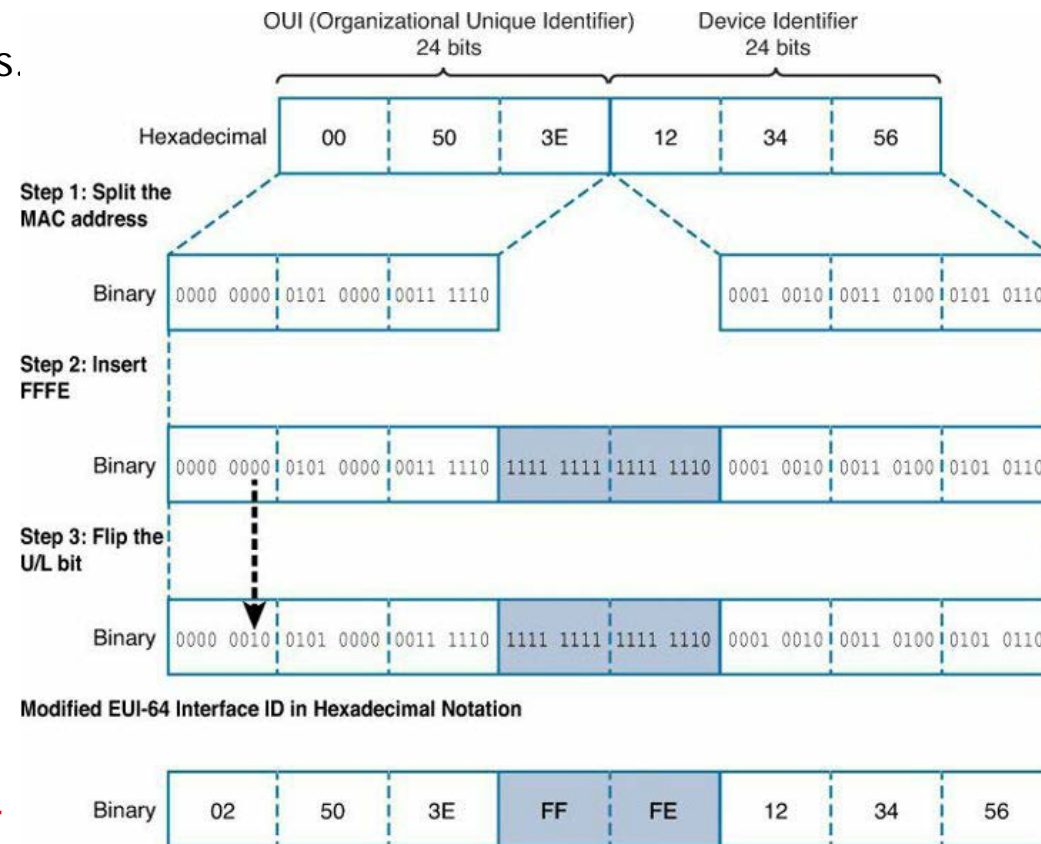 OUI (Organizational Unique Identifier) Device Identifier
24 bits 24 bits
s.
Hexadecimal 00 50 3E 12 34 56
Step 1: Split the
MAC address
Binary 0000 0000 0101 0000 0011 1110 0001 0010 0011 0100 0101 0110
Step 2: Insert
FFFE
Binary 0000 0000 0101 0000 0011 1110 1111 1111 1111 1110 0001 0010 0011 0100 0101 0110
Step 3: Flip the
U/L bit
Binary 0000 0010 0101 0000 0011 1110 1111 1111 1111 1110 0001 0010 0011 0100 0101 0110
Modified EUI-64 Interface ID in Hexadecimal Notation
Binary 02 50 3E FF FE 12 34 56